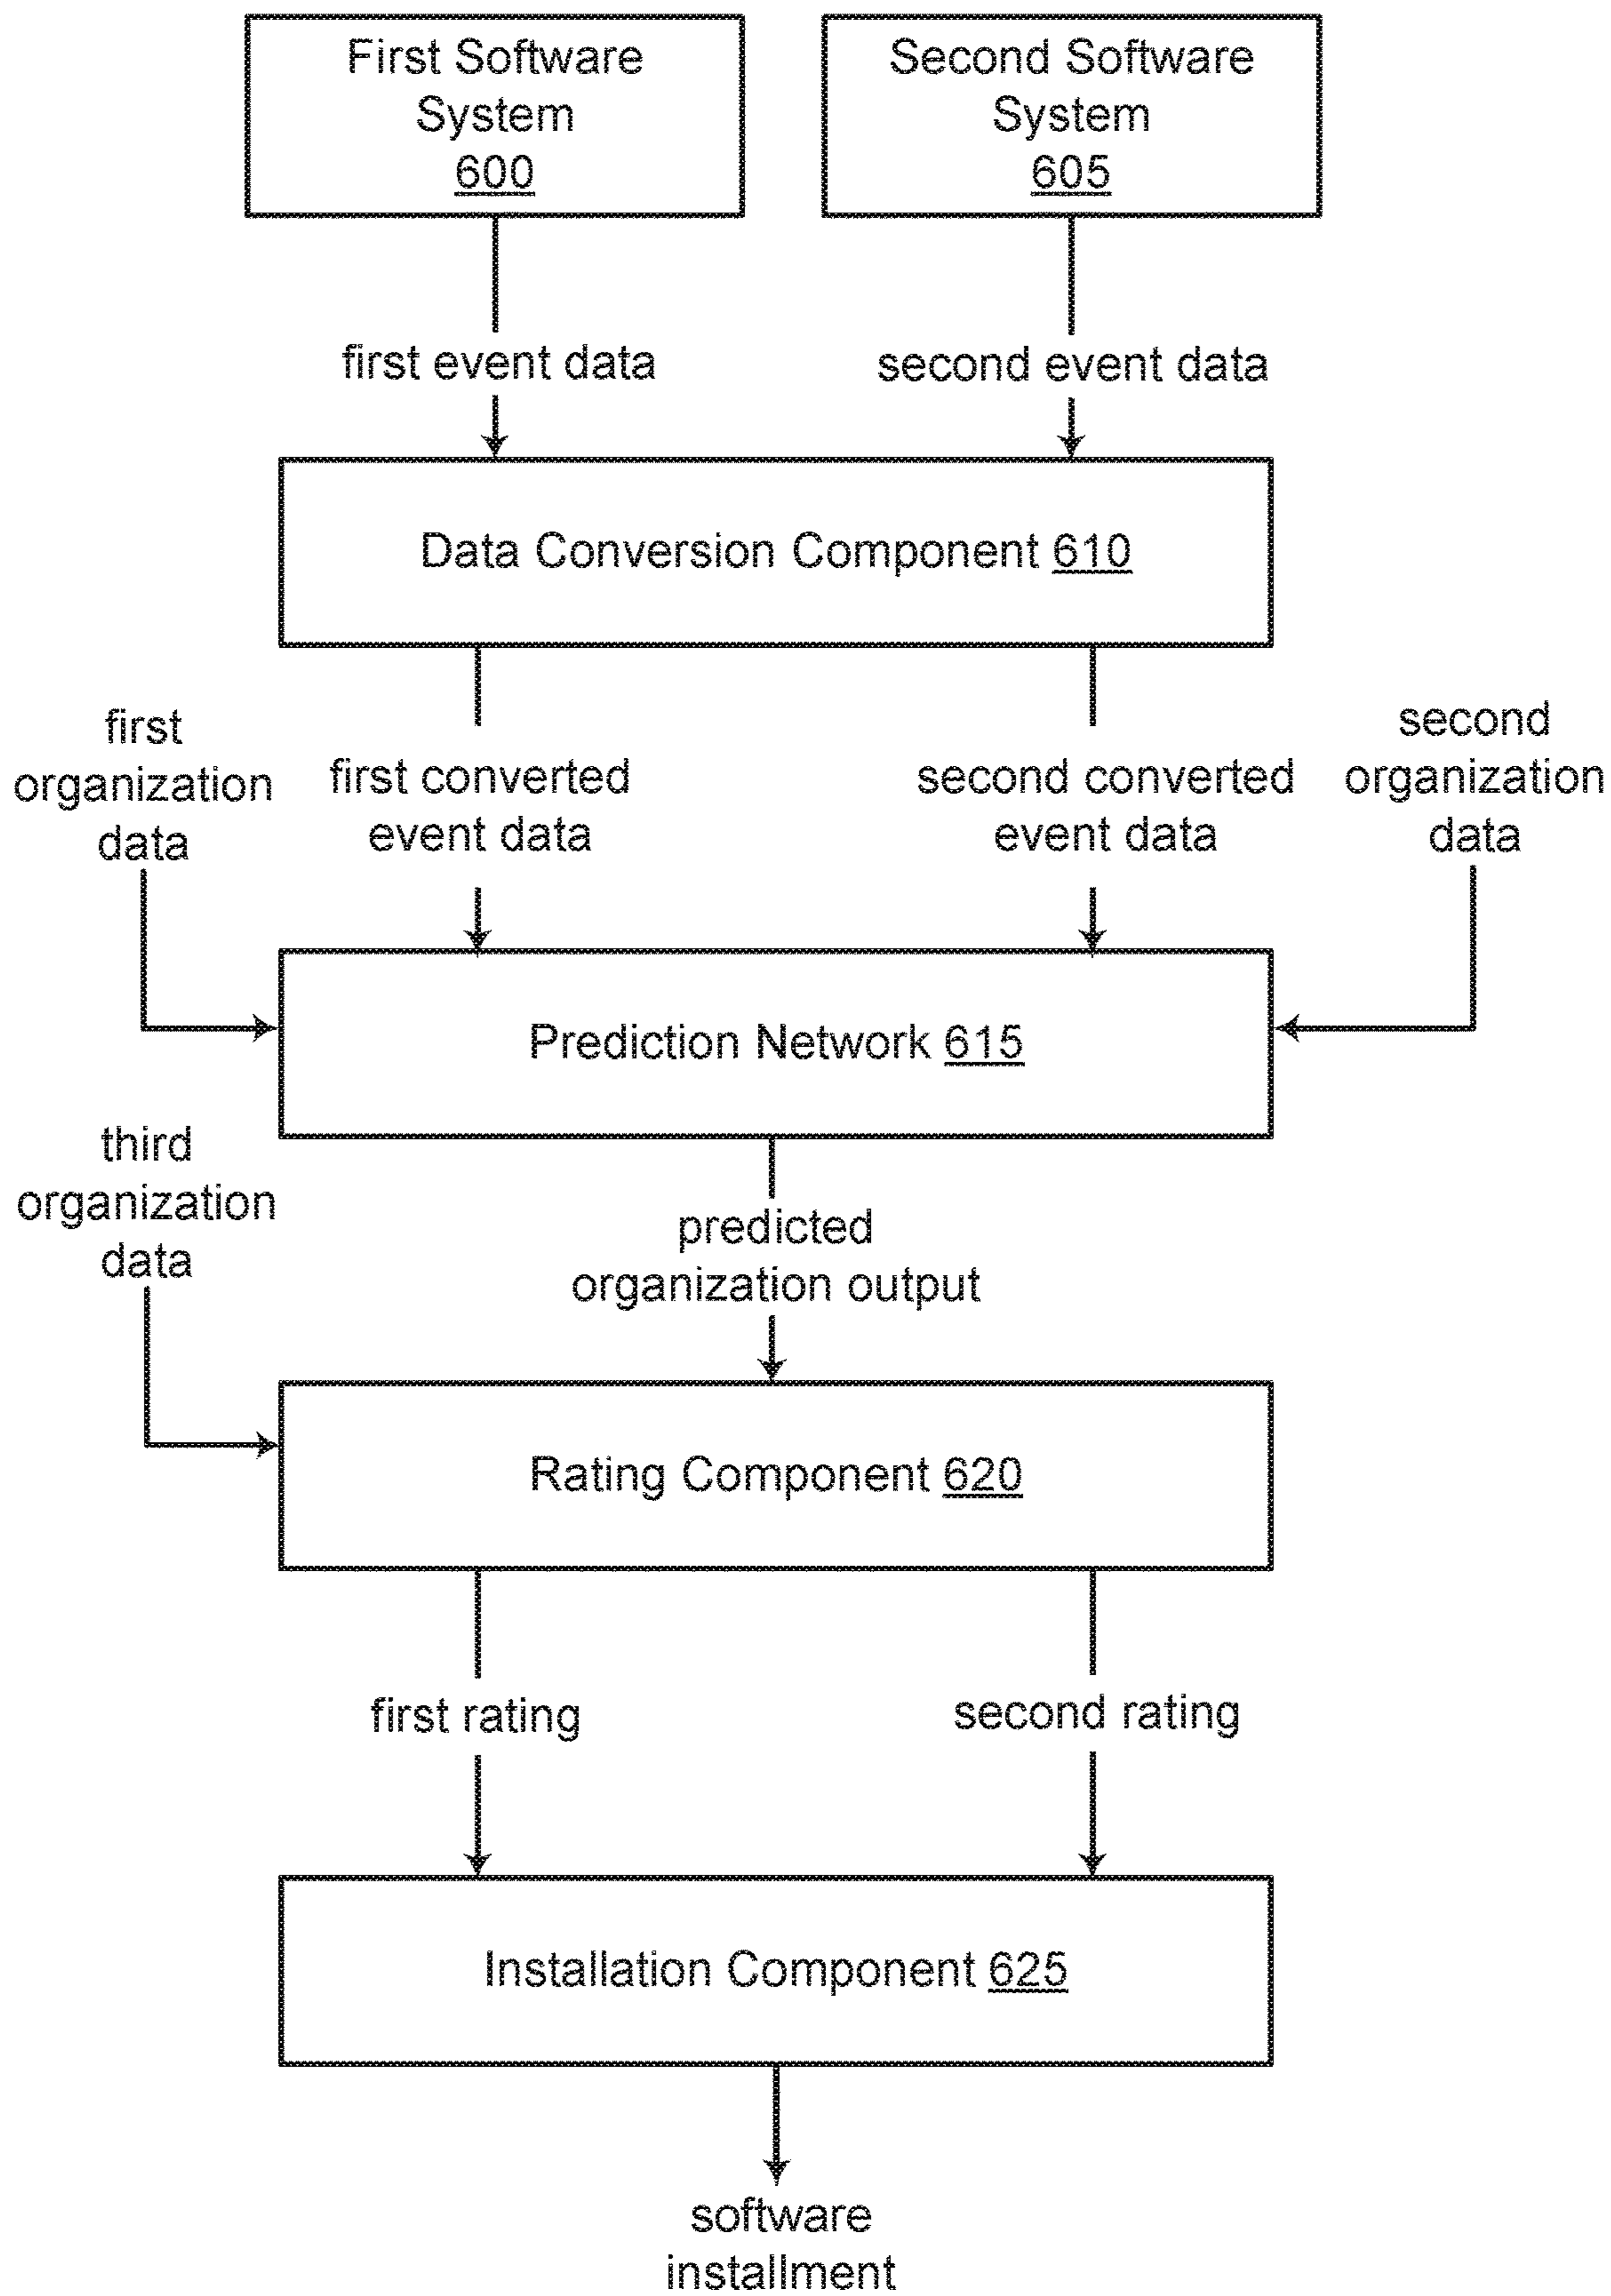 First Software
System
600
Second Software
System
605
first event data
second event data
Data Conversion Component 610
first
organization
data
first converted
event data
second converted
event data
second
organization
data
Prediction Network 615
third
organization
data
predicted
organization output
Rating Component 620
first rating
second rating
Installation Component 625
software
installment